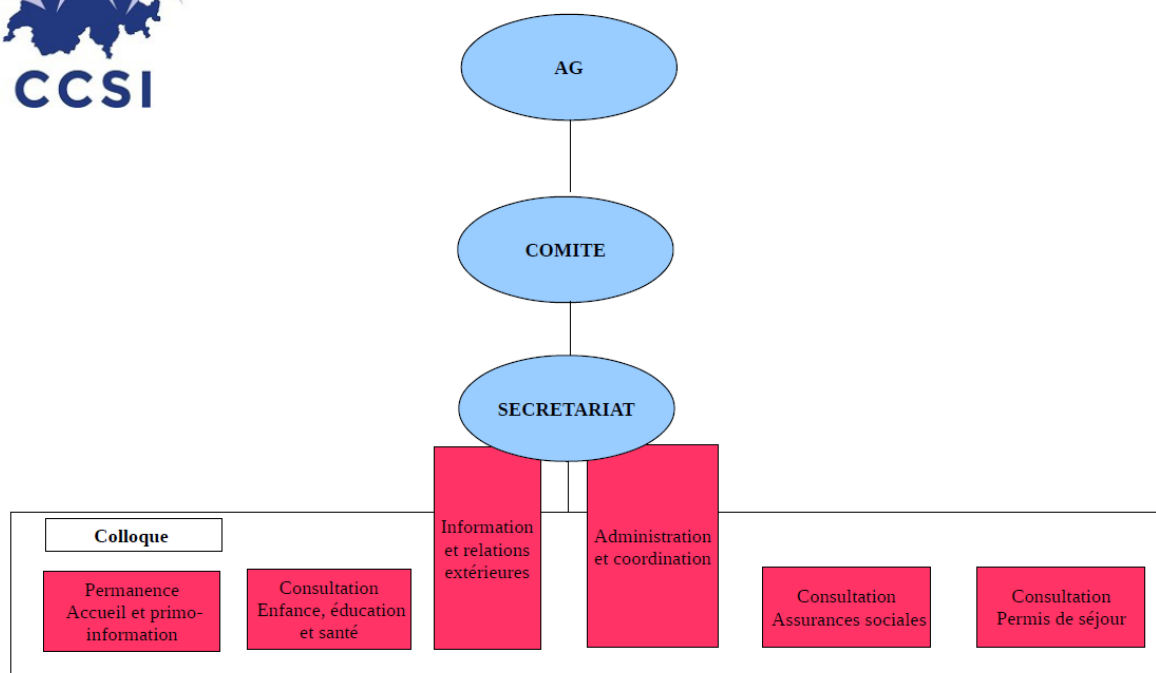 CCSI
AG
COMITE
SECRETARIAT
Colloque
Permanence
Accueil et primo-
information
Consultation
Enfance, éducation
et santé
Information
et relations
extérieures
Administration
et coordination
Consultation
Assurances sociales
Consultation
Permis de séjour